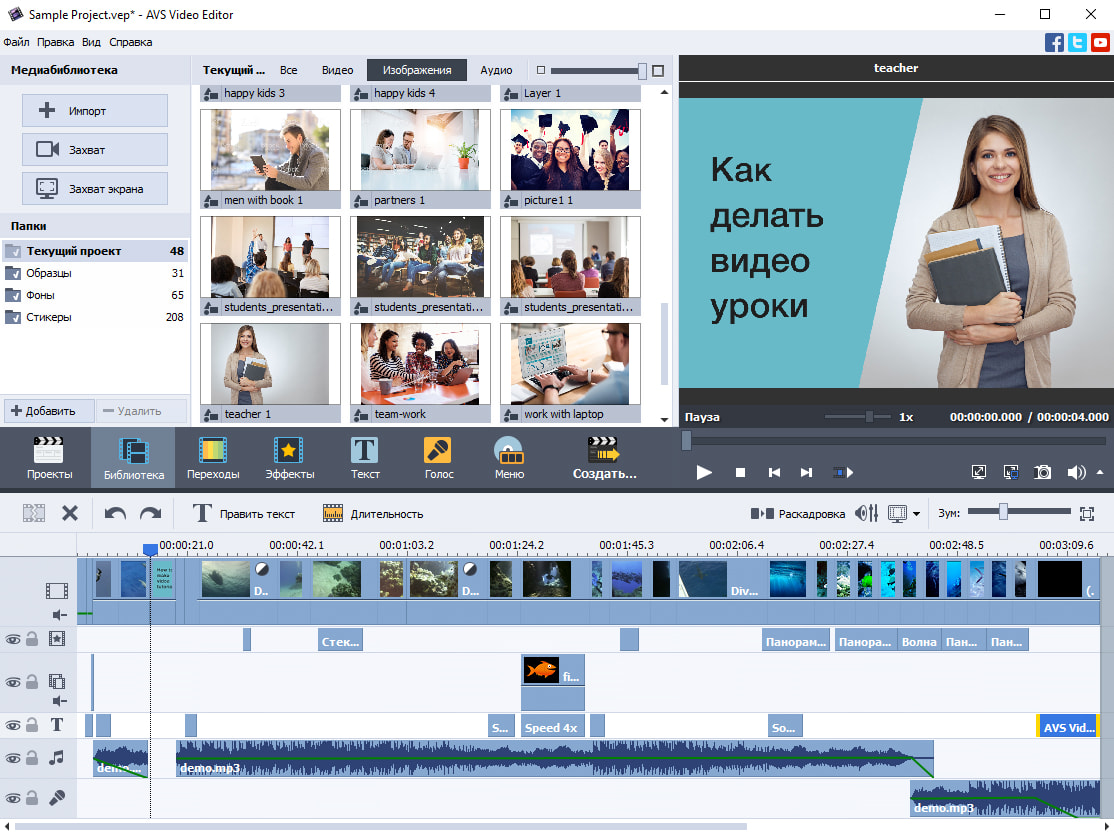 Sample Project.vep* - AVS Video Editor
Файл Правка Вид Справка
Медиабиблиотека
Текущий ... Все Видео Изображения Аудио
teacher
Импорт
Захват
Захват экрана
Папки
Текущий проект 48
Образцы 31
Фоны 65
Стикеры 208
Добавить Удалить
happy kids 3 happy kids 4 Layer 1
men with book 1 partners 1 picture1 1
students_presentati... students_presentati... students_presentati...
teacher 1 team-work work with laptop
Как
делать
видео
уроки
Пауза 1x 00:00:00.000 / 00:00:04.000
Проекты Библиотека Переходы Эффекты Текст Голос Меню Создать...
Править текст Длительность Раскадровка Зум:
00:00:21.0 00:00:42.1 00:01:03.2 00:01:24.2 00:01:45.3 00:02:06.4 00:02:27.4 00:02:48.5 00:03:09.6
How to
make
video
D.. D... Div... (.
Стек... Панорам... Панора... Волна Пан... Пан...
fi...
T S... Speed 4x So... AVS Vid...
demo... demo.mp3
demo.mp3